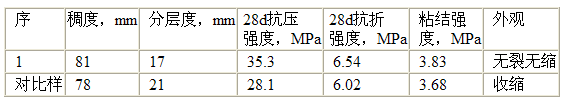 序 稠度，mm 分层度，mm 28d抗压强度，MPa 28d抗折强度，MPa 粘结强度，MPa 外观
1 81 17 35.3 6.54 3.83 无裂无缩
对比样 78 21 28.1 6.02 3.68 收缩